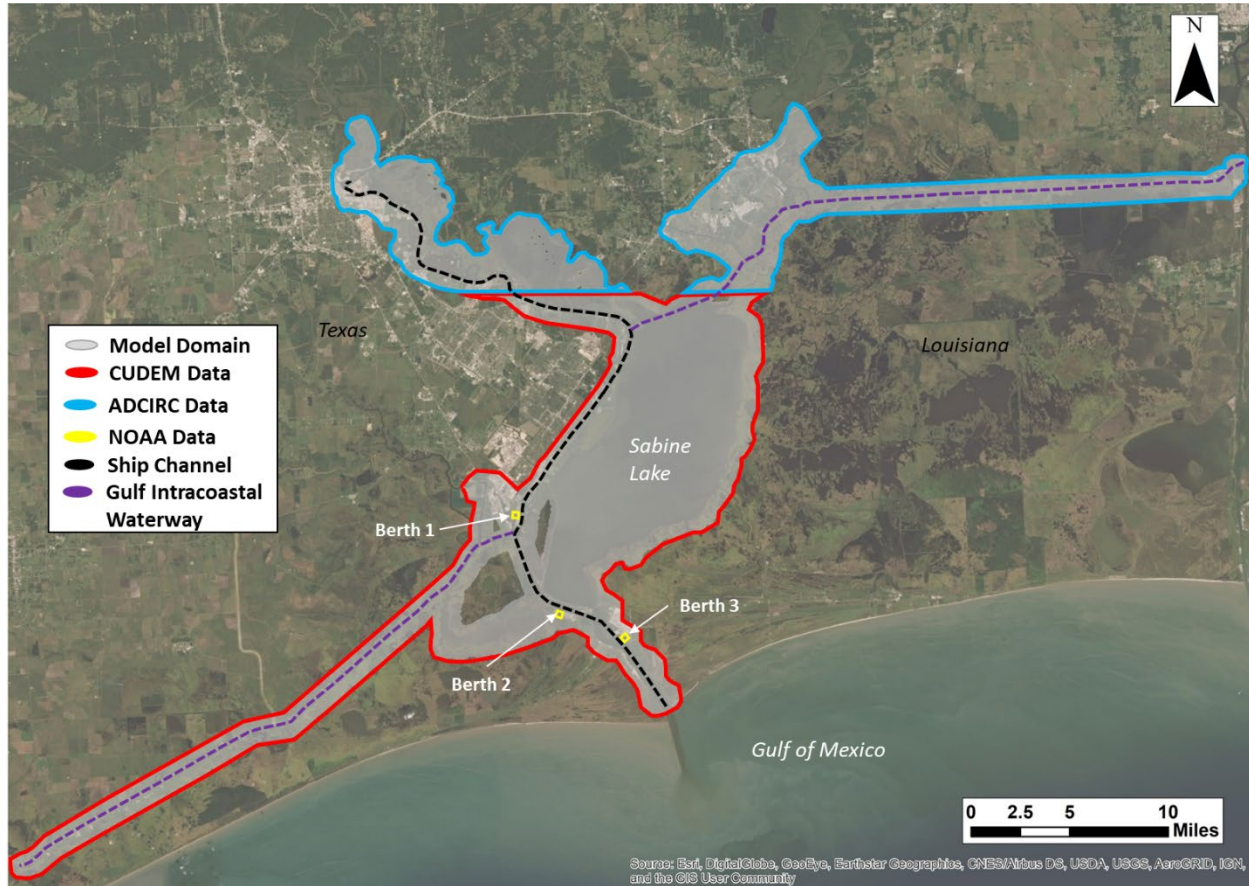 N
Texas
Louisiana
Model Domain
CUDEM Data
ADCIRC Data
NOAA Data
Ship Channel
Gulf Intracoastal
Waterway
Sabine
Lake
Berth 1
Berth 3
Berth 2
Gulf of Mexico
0 2.5 5 10
Miles
Source: Esri, DigitalGlobe, GeoEye, Earthstar Geographics, CNES/Airbus DS, USDA, USGS, AeroGRID, IGN,
and the GIS User Community